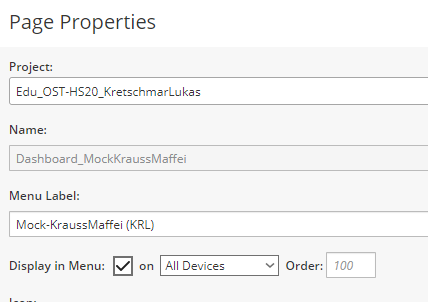 Page Properties
Project:
Edu_OST-HS20_KretschmarLukas
Name:
Dashboard_MockKraussMaffei
Menu Label:
Mock-KraussMaffei (KRL)
Display in Menu: on All Devices Order: 100